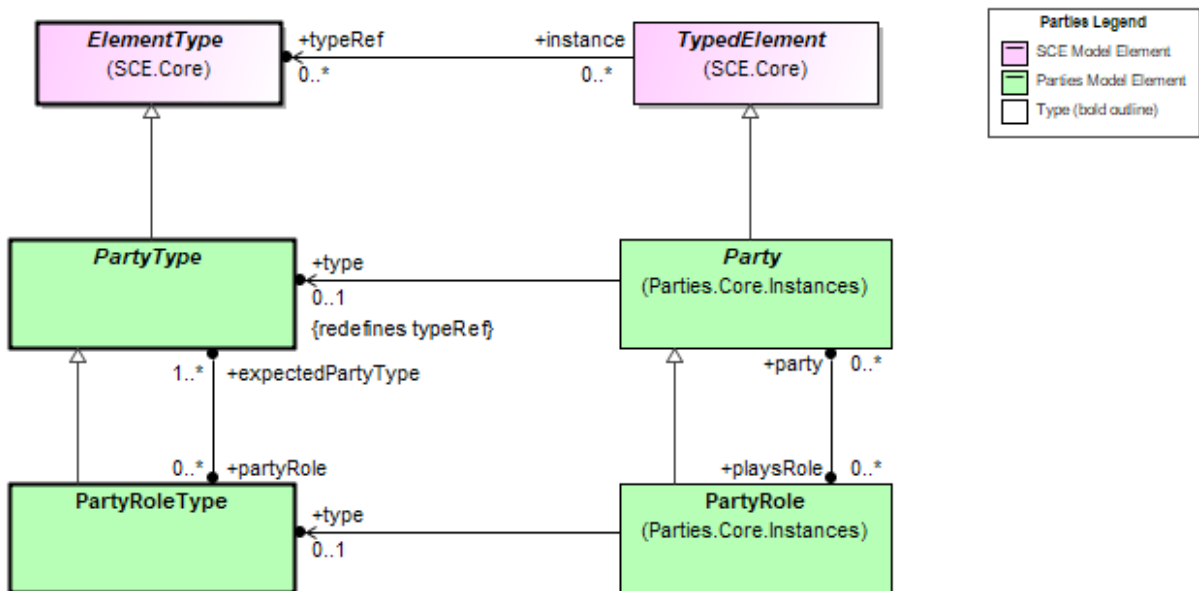 ElementType
(SCE.Core)
+typeRef
0..*
+instance
0..*
TypedElement
(SCE.Core)
Parties Legend
SCE Model Element
Parties Model Element
Type (bold outline)
PartyType
+type
0..1
{redefines typeRef}
Party
(Parties.Core.Instances)
1..*
+expectedPartyType
+party
0..*
0..*
+partyRole
+playsRole
0..*
PartyRoleType
+type
0..1
PartyRole
(Parties.Core.Instances)